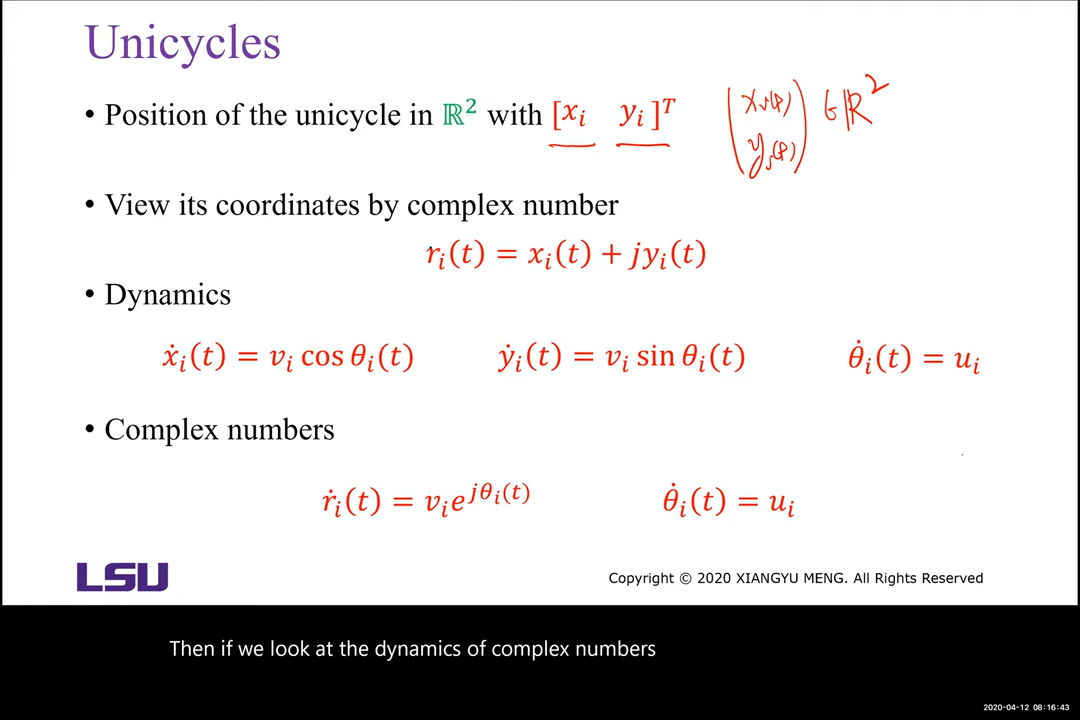 Unicycles
• Position of the unicycle in ℝ² with [xᵢ yᵢ]ᵀ
(xᵢ(t) yᵢ(t)) ∈ ℝ²
• View its coordinates by complex number
rᵢ(t) = xᵢ(t) + jyᵢ(t)
• Dynamics
ẋᵢ(t) = vᵢ cos θᵢ(t) ẏᵢ(t) = vᵢ sin θᵢ(t) θ̇ᵢ(t) = uᵢ
• Complex numbers
ṙᵢ(t) = vᵢe^{jθᵢ(t)} θ̇ᵢ(t) = uᵢ
LSU
Copyright © 2020 XIANGYU MENG. All Rights Reserved
Then if we look at the dynamics of complex numbers
2020-04-12 08:16:43